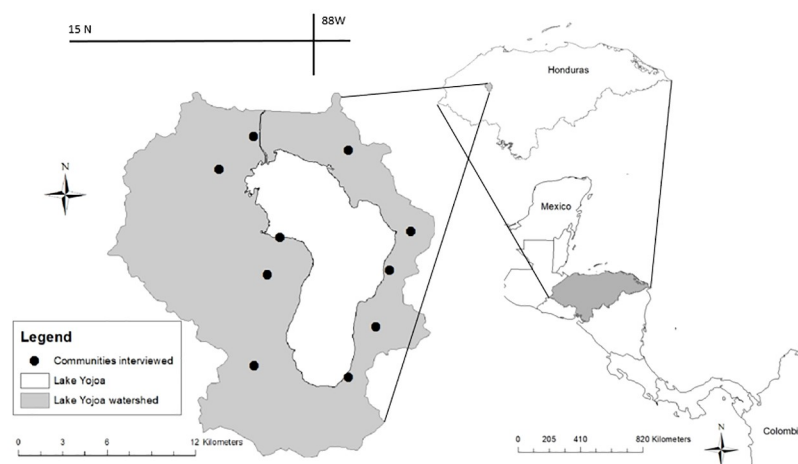 15 N
88W
Honduras
N
Mexico
Legend
Communities interviewed
Lake Yojoa
Lake Yojoa watershed
0 3 6 12 Kilometers
0 205 410 820 Kilometers
N
Colombi